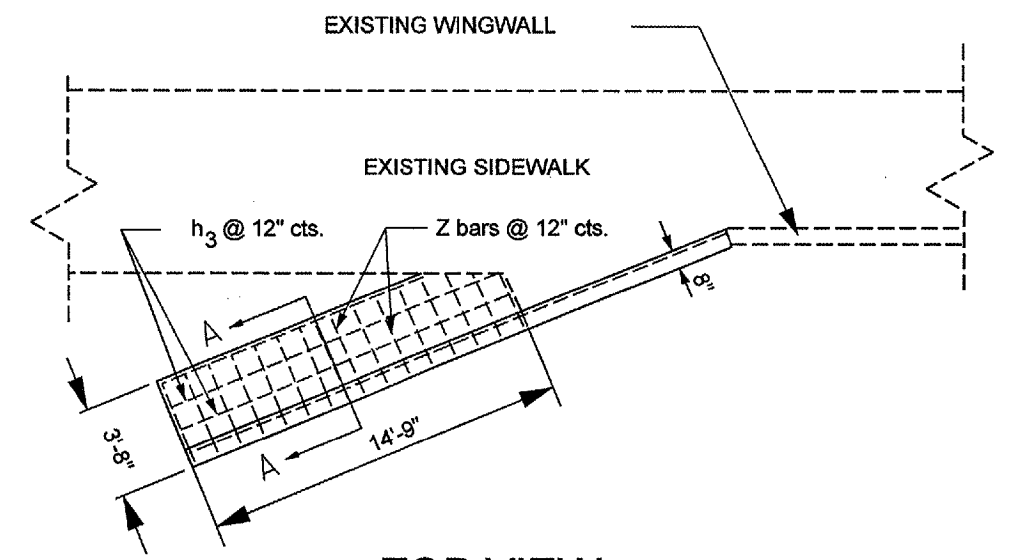 EXISTING WINGWALL
EXISTING SIDEWALK
h3 @ 12" cts.
Z bars @ 12" cts.
8"
A
3'-8"
14'-9"
A